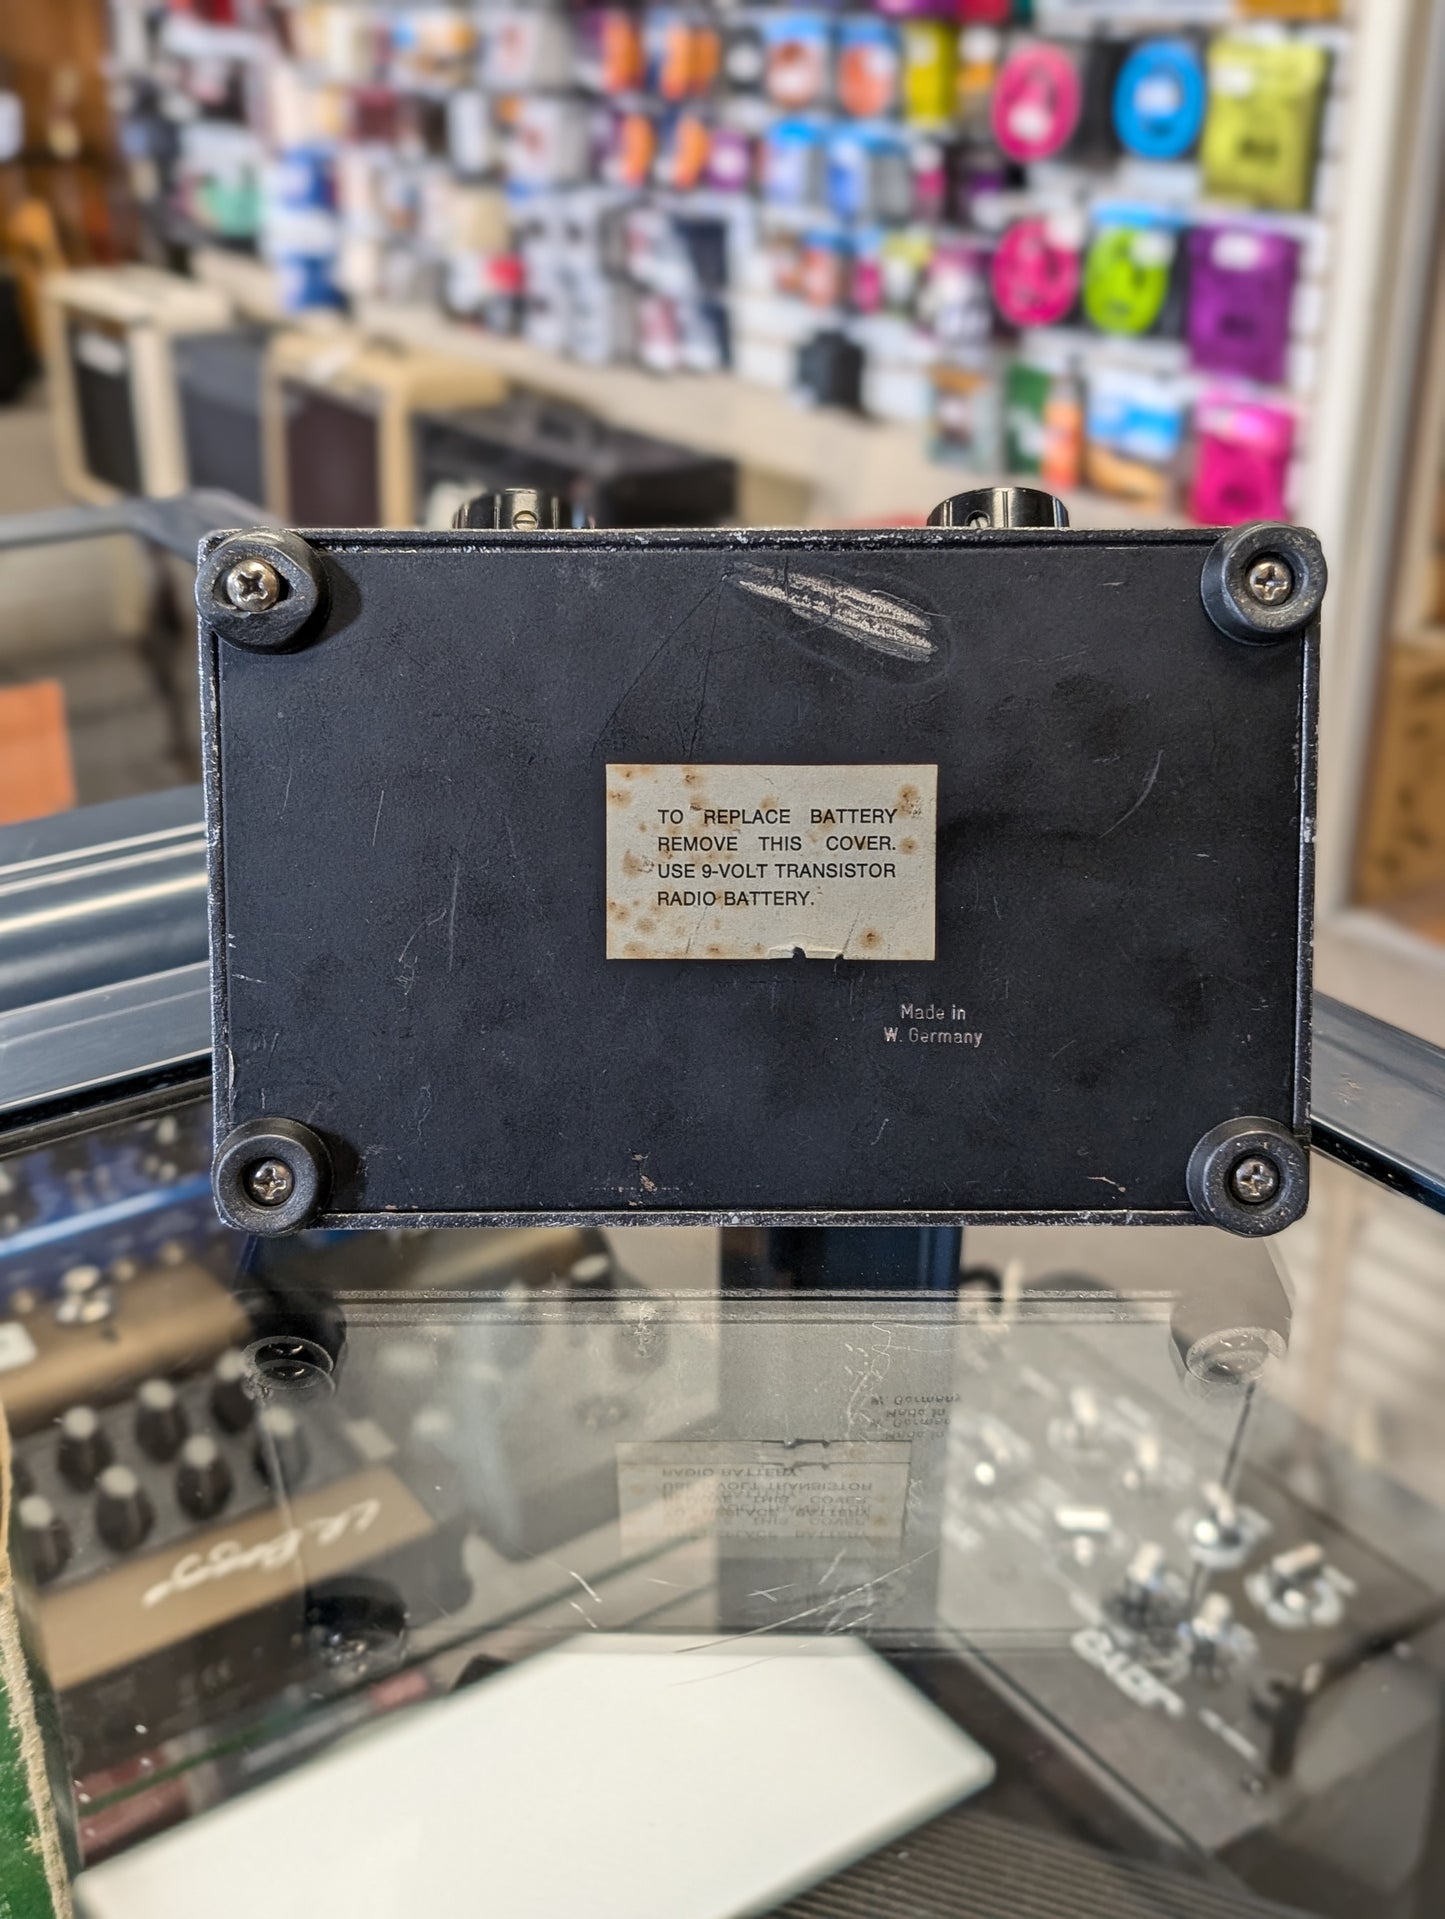 TO REPLACE BATTERY
REMOVE THIS COVER.
USE 9-VOLT TRANSISTOR
RADIO BATTERY.
Made in
W. Germany